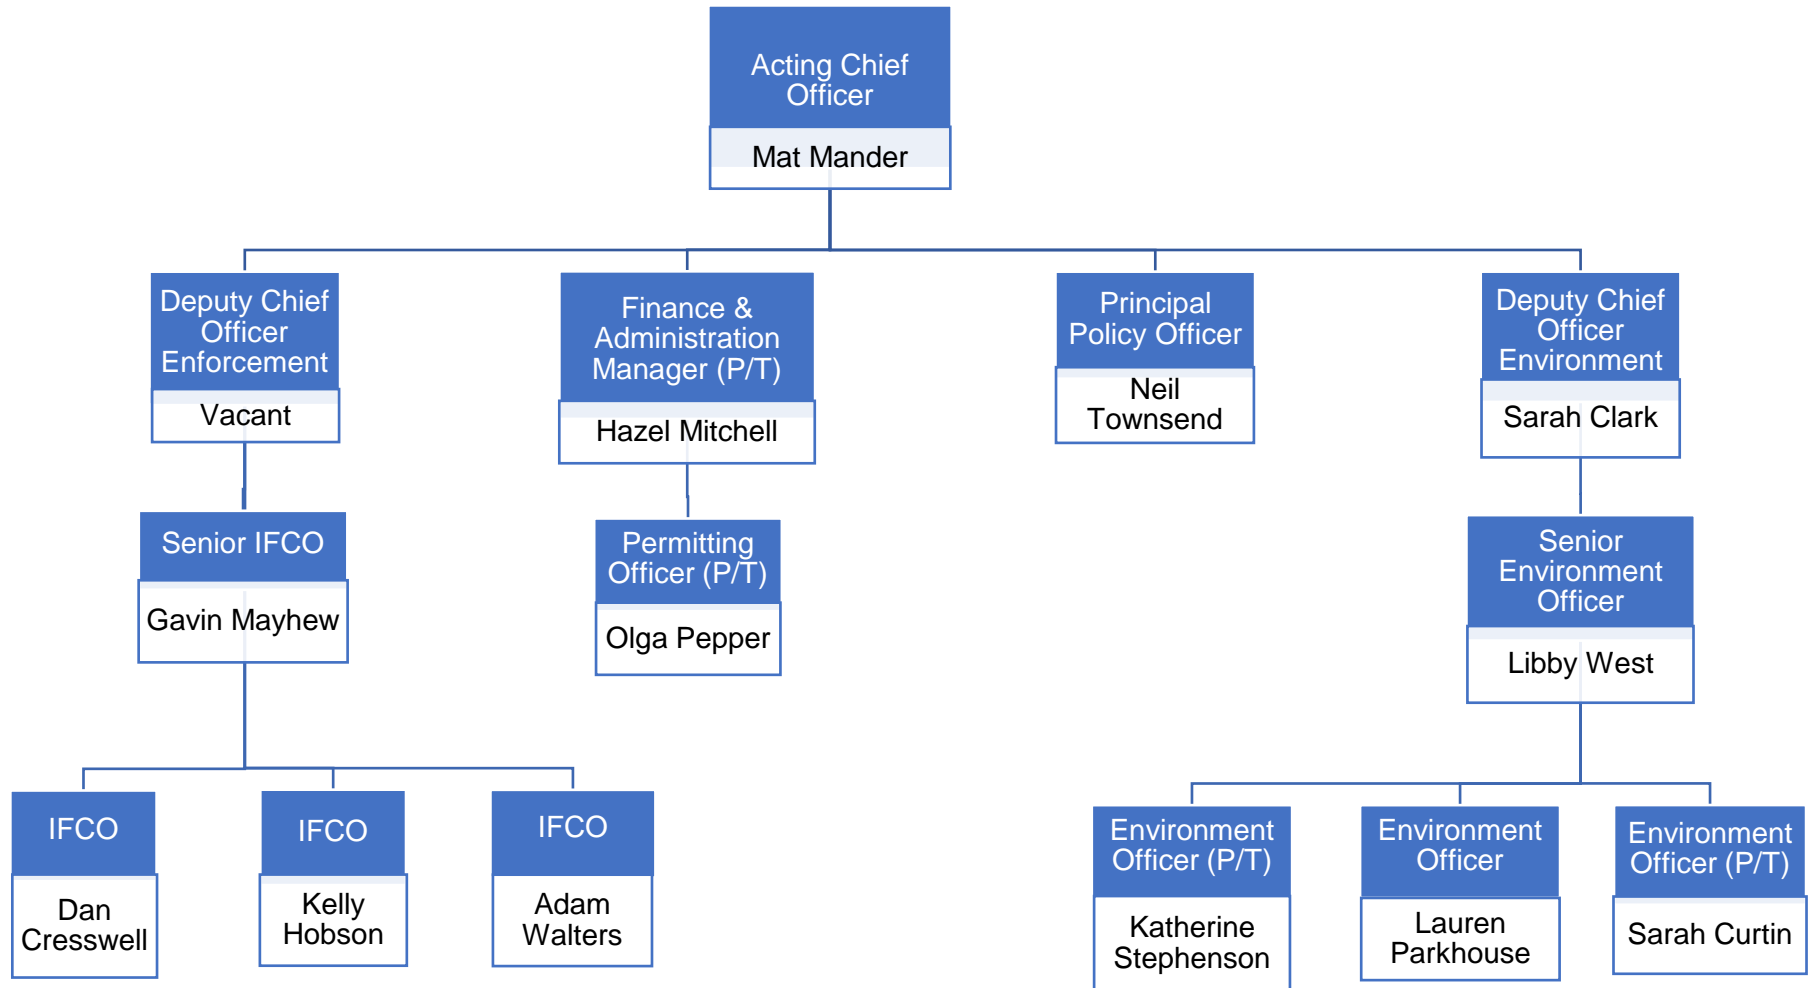 Acting Chief
Officer
Mat Mander
Deputy Chief
Officer
Enforcement
Vacant
Finance &
Administration
Manager (P/T)
Hazel Mitchell
Principal
Policy Officer
Neil
Townsend
Deputy Chief
Officer
Environment
Sarah Clark
Senior IFCO
Gavin Mayhew
Permitting
Officer (P/T)
Olga Pepper
Senior
Environment
Officer
Libby West
IFCO
Dan
Cresswell
IFCO
Kelly
Hobson
IFCO
Adam
Walters
Environment
Officer (P/T)
Katherine
Stephenson
Environment
Officer
Lauren
Parkhouse
Environment
Officer (P/T)
Sarah Curtin